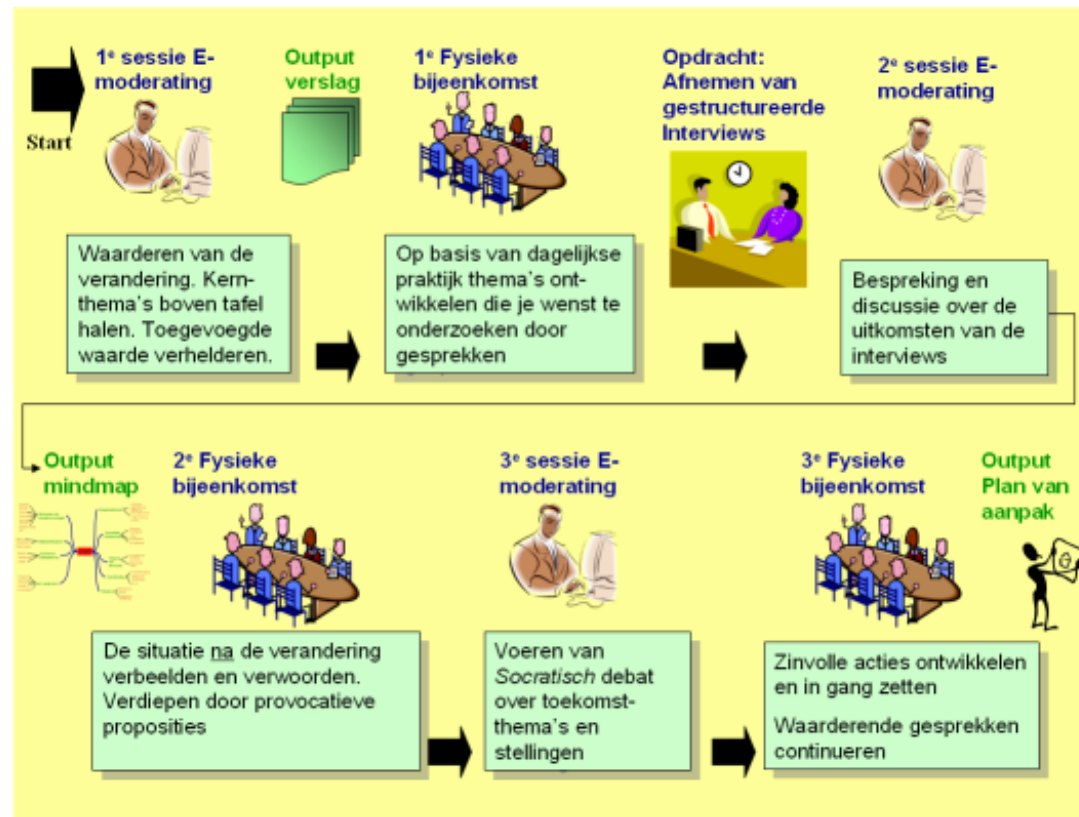 Start
1e sessie E-
moderating
Waarderen van de
verandering. Kern-
thema's boven tafel
halen. Toegevoegde
waarde verhelderen.
Output
verslag
1e Fysieke
bijeenkomst
Op basis van dagelijkse
praktijk thema's ont-
wikkelen die je wenst te
onderzoeken door
gesprekken
Opdracht:
Afnemen van
gestructureerde
Interviews
2e sessie E-
moderating
Bespreking en
discussie over de
uitkomsten van de
interviews
Output
mindmap
2e Fysieke
bijeenkomst
De situatie na de verandering
verbeelden en verwoorden.
Verdiepen door provocatieve
proposities
3e sessie E-
moderating
Voeren van
Socratisch debat
over toekomst-
thema's en
stellingen
3e Fysieke
bijeenkomst
Zinvolle acties ontwikkelen
en in gang zetten
Waarderende gesprekken
continueren
Output
Plan van
aanpak